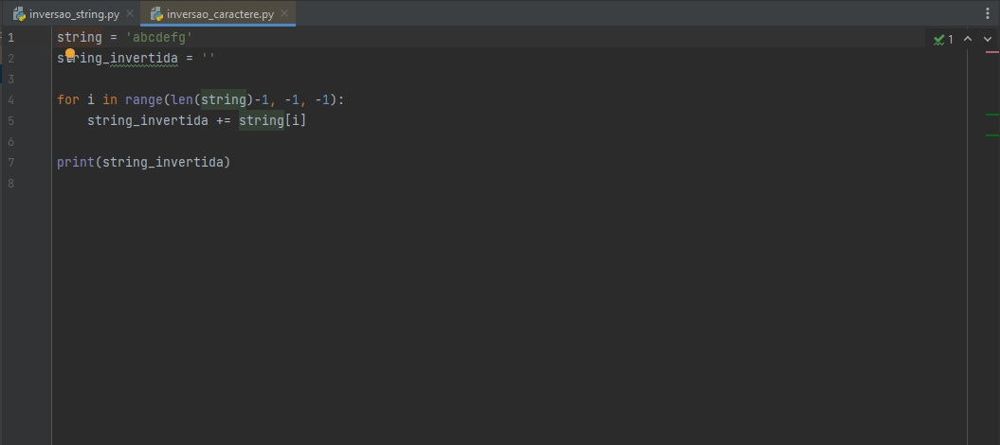 inversao_string.py
inversao_caractere.py
1 string = 'abcdefg'
2 string_invertida = ''
3
4 for i in range(len(string)-1, -1, -1):
5     string_invertida += string[i]
6
7 print(string_invertida)
8
1